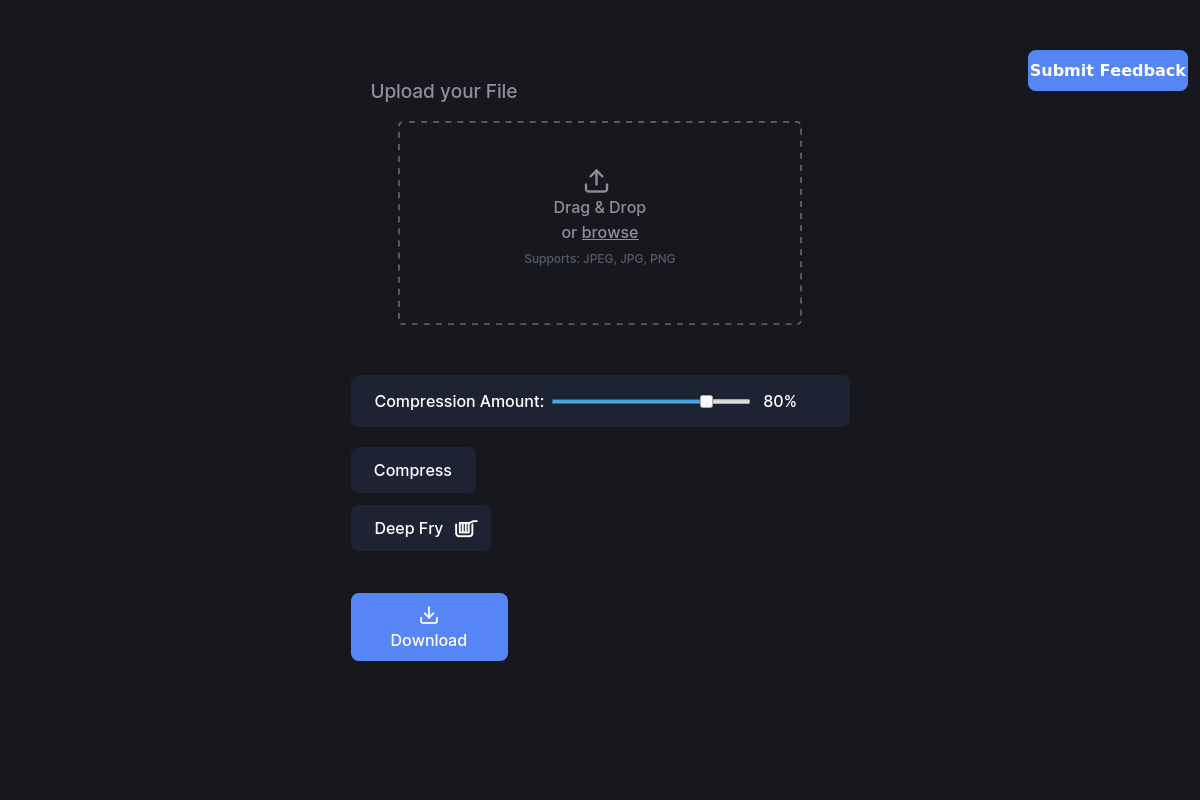 Submit Feedback
Upload your File
Drag & Drop
or browse
Supports: JPEG, JPG, PNG
Compression Amount: 80%
Compress
Deep Fry
Download